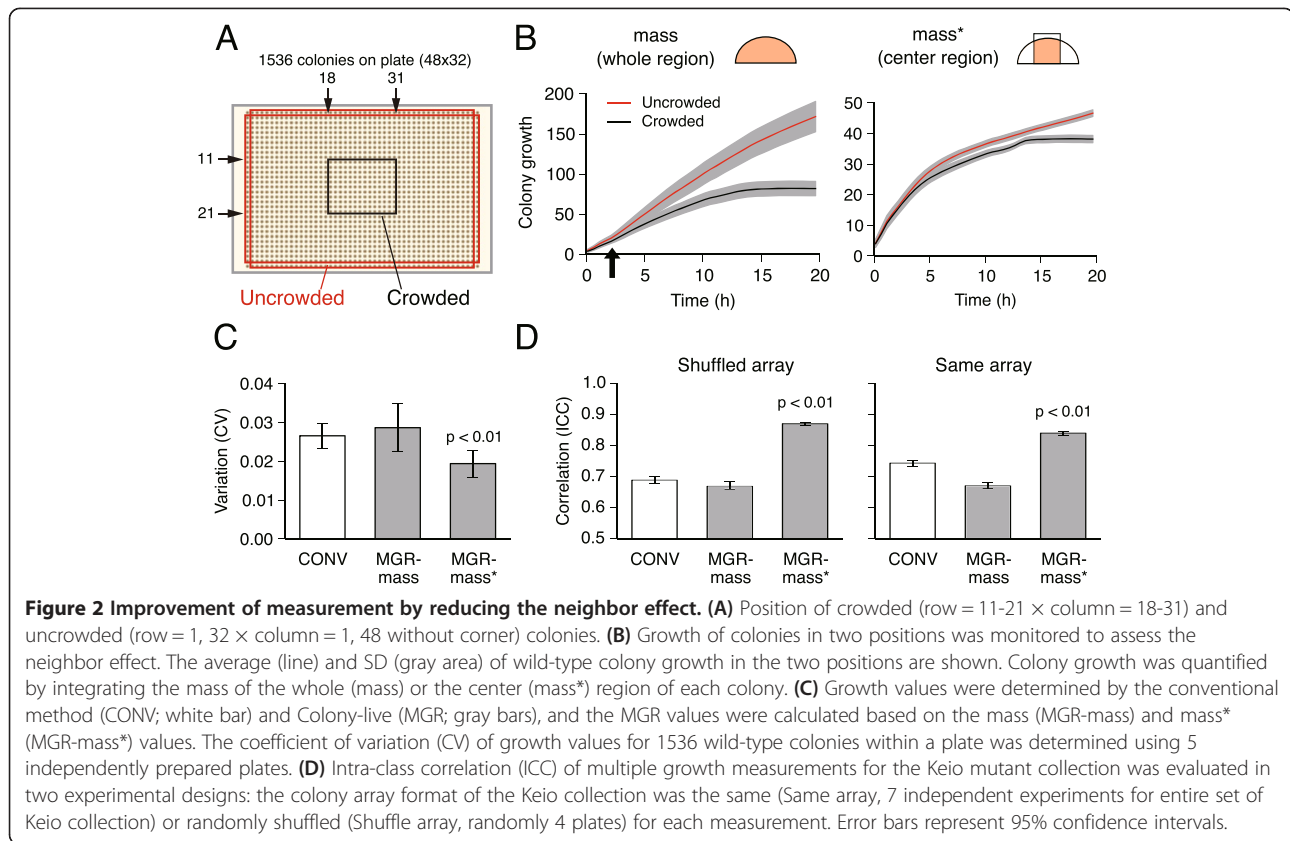 A
1536 colonies on plate (48x32)
18 31
11
21
Uncrowded Crowded
B
mass
(whole region)
mass*
(center region)
Uncrowded
Crowded
Colony growth
200
150
100
50
0
0 5 10 15 20
Time (h)
50
40
30
20
10
0
0 5 10 15 20
Time (h)
C
Variation (CV)
0.04
0.03
0.02
0.01
0.00
p < 0.01
CONV MGR-mass MGR-mass*
D
Shuffled array
Correlation (ICC)
1.0
0.9
0.8
0.7
0.6
0.5
p < 0.01
CONV MGR-mass MGR-mass*
Same array
p < 0.01
CONV MGR-mass MGR-mass*
Figure 2 Improvement of measurement by reducing the neighbor effect. (A) Position of crowded (row = 11-21 × column = 18-31) and
uncrowded (row = 1, 32 × column = 1, 48 without corner) colonies. (B) Growth of colonies in two positions was monitored to assess the
neighbor effect. The average (line) and SD (gray area) of wild-type colony growth in the two positions are shown. Colony growth was quantified
by integrating the mass of the whole (mass) or the center (mass*) region of each colony. (C) Growth values were determined by the conventional
method (CONV; white bar) and Colony-live (MGR; gray bars), and the MGR values were calculated based on the mass (MGR-mass) and mass*
(MGR-mass*) values. The coefficient of variation (CV) of growth values for 1536 wild-type colonies within a plate was determined using 5
independently prepared plates. (D) Intra-class correlation (ICC) of multiple growth measurements for the Keio mutant collection was evaluated in
two experimental designs: the colony array format of the Keio collection was the same (Same array, 7 independent experiments for entire set of
Keio collection) or randomly shuffled (Shuffle array, randomly 4 plates) for each measurement. Error bars represent 95% confidence intervals.